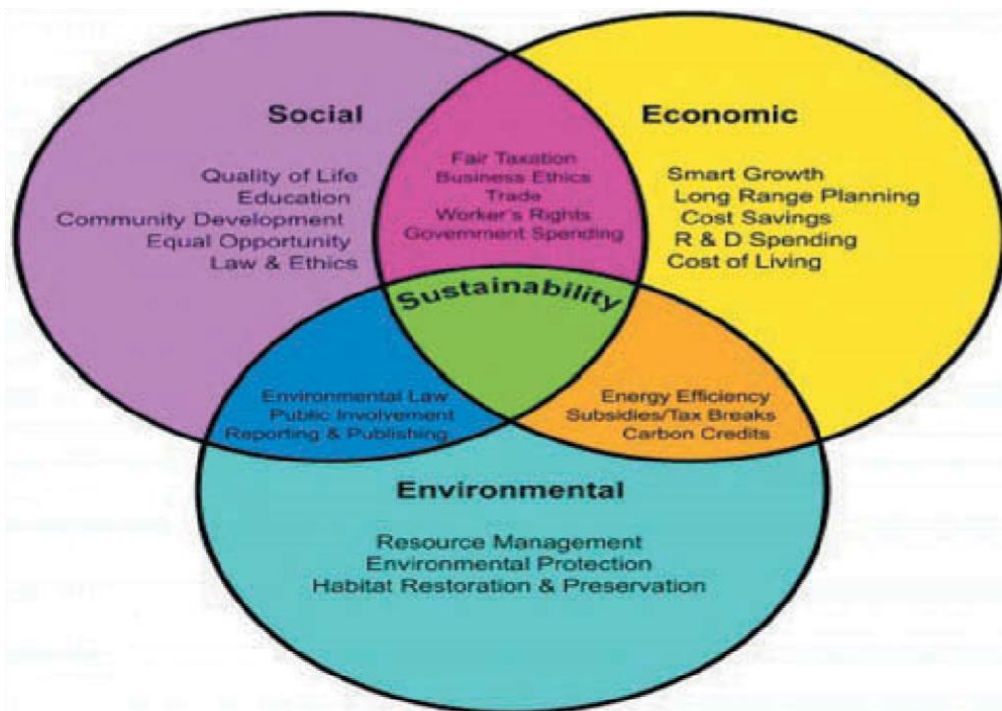 Social
Quality of Life
Education
Community Development
Equal Opportunity
Law & Ethics
Fair Taxation
Business Ethics
Trade
Worker's Rights
Government Spending
Economic
Smart Growth
Long Range Planning
Cost Savings
R & D Spending
Cost of Living
Sustainability
Environmental Law
Public Involvement
Reporting & Publishing
Energy Efficiency
Subsidies/Tax Breaks
Carbon Credits
Environmental
Resource Management
Environmental Protection
Habitat Restoration & Preservation